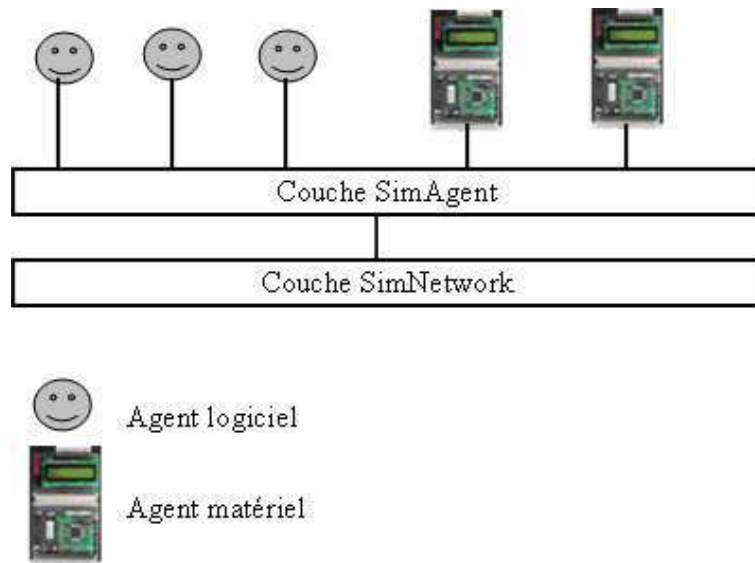 Couche SimAgent
Couche SimNetwork
Agent logiciel
Agent matériel